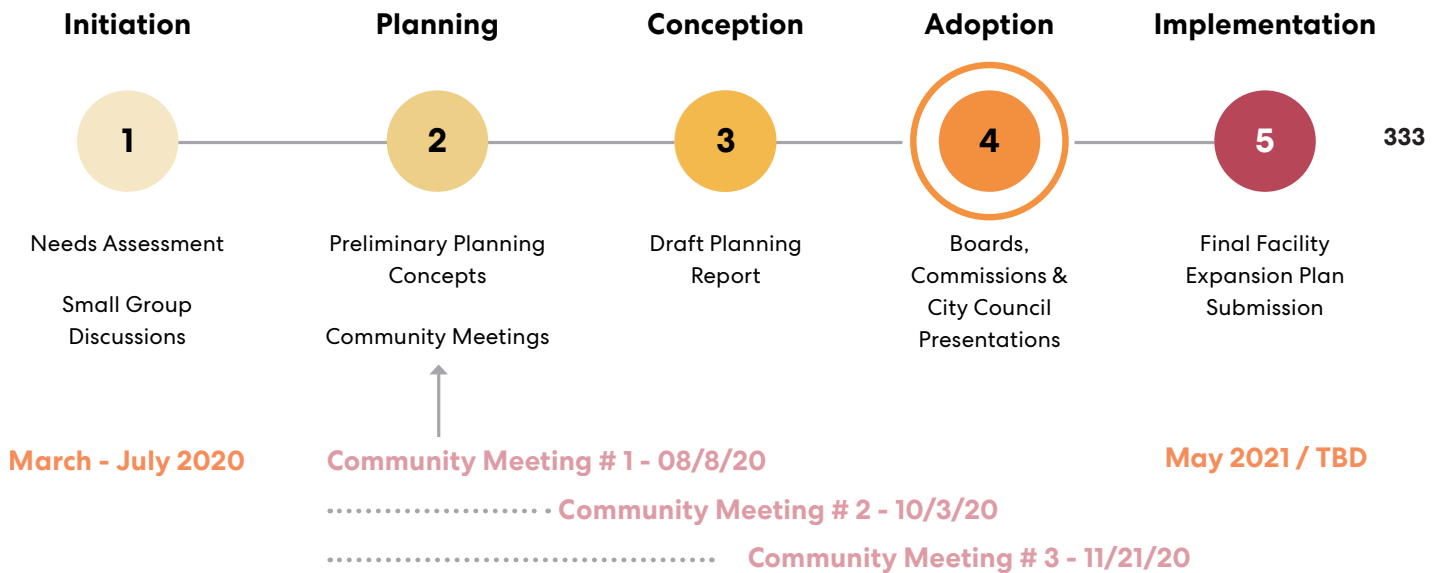 Initiation
Planning
Conception
Adoption
Implementation
1
2
3
4
5
333
Needs Assessment
Small Group
Discussions
Preliminary Planning
Concepts
Community Meetings
Draft Planning
Report
Boards,
Commissions &
City Council
Presentations
Final Facility
Expansion Plan
Submission
March - July 2020
Community Meeting # 1 - 08/8/20
May 2021 / TBD
Community Meeting # 2 - 10/3/20
Community Meeting # 3 - 11/21/20